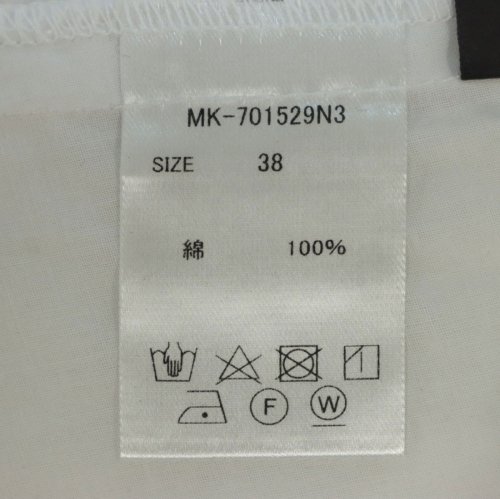 MK-701529N3
SIZE 38
綿 100%
F W